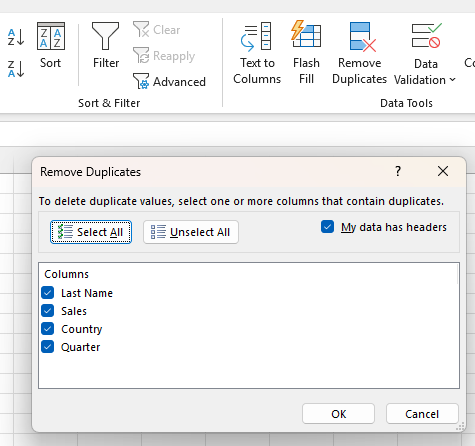 A
Z
Z
A
Z A
A Z
Sort
Filter
Clear
Reapply
Advanced
Sort & Filter
Text to
Columns
Flash
Fill
Remove
Duplicates
Data
Validation
Co
Data Tools
Remove Duplicates
?
To delete duplicate values, select one or more columns that contain duplicates.
Select All
Unselect All
My data has headers
Columns
Last Name
Sales
Country
Quarter
OK
Cancel